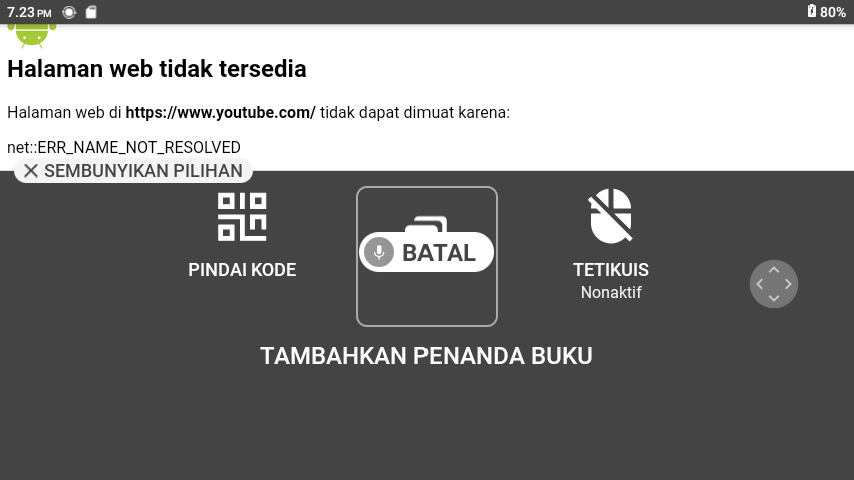 7.23 PM
80%
Halaman web tidak tersedia
Halaman web di https://www.youtube.com/ tidak dapat dimuat karena:
net::ERR_NAME_NOT_RESOLVED
SEMBUNYIKAN PILIHAN
BATAL
PINDAI KODE
TETIKUIS
Nonaktif
TAMBAHKAN PENANDA BUKU